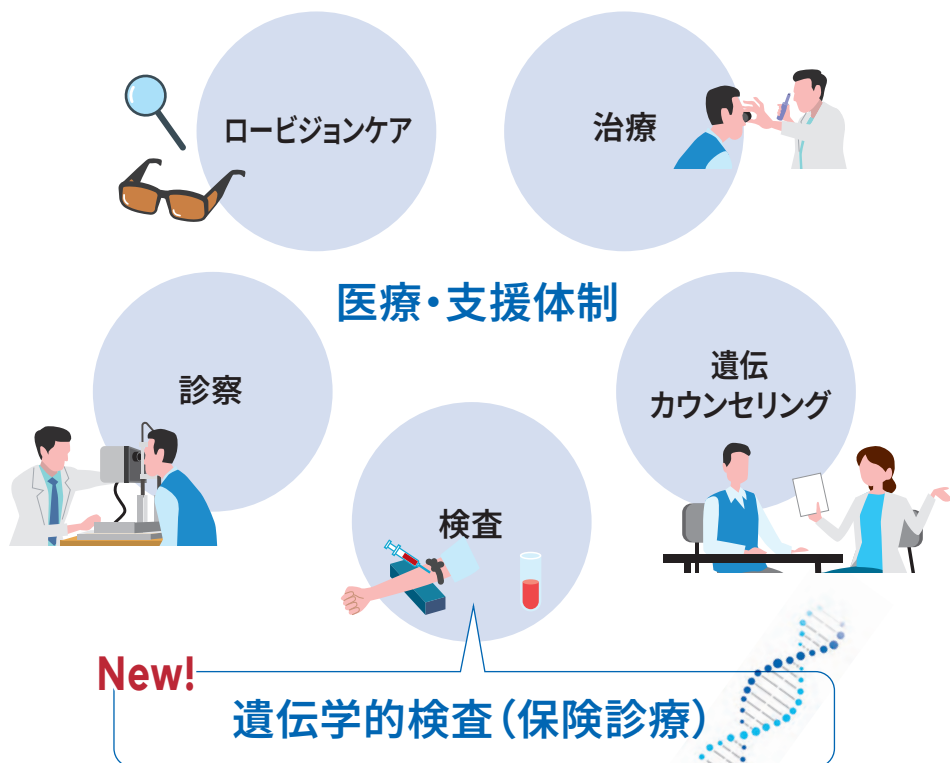 ロービジョンケア
治療
医療・支援体制
診察
遺伝
カウンセリング
検査
New!
遺伝学的検査（保険診療）